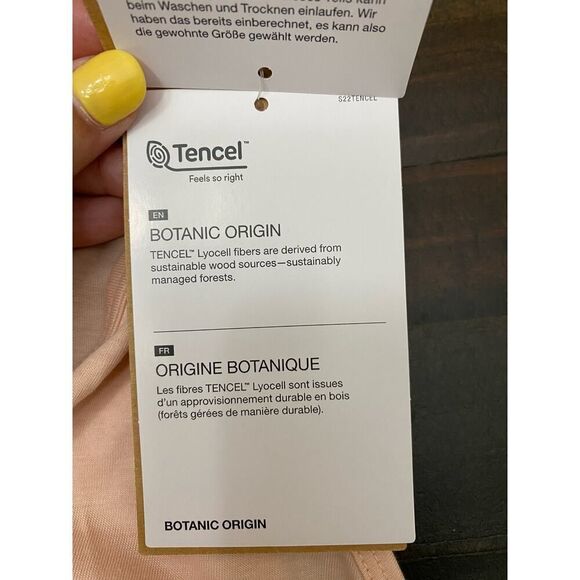 beim Waschen und Trocknen einlaufen. Wir
haben das bereits einberechnet, es kann also
die gewohnte Größe gewählt werden.
S22TENCEL
Tencel™
Feels so right
EN
BOTANIC ORIGIN
TENCEL™ Lyocell fibers are derived from
sustainable wood sources—sustainably
managed forests.
FR
ORIGINE BOTANIQUE
Les fibres TENCEL™ Lyocell sont issues
d'un approvisionnement durable en bois
(forêts gérées de manière durable).
BOTANIC ORIGIN